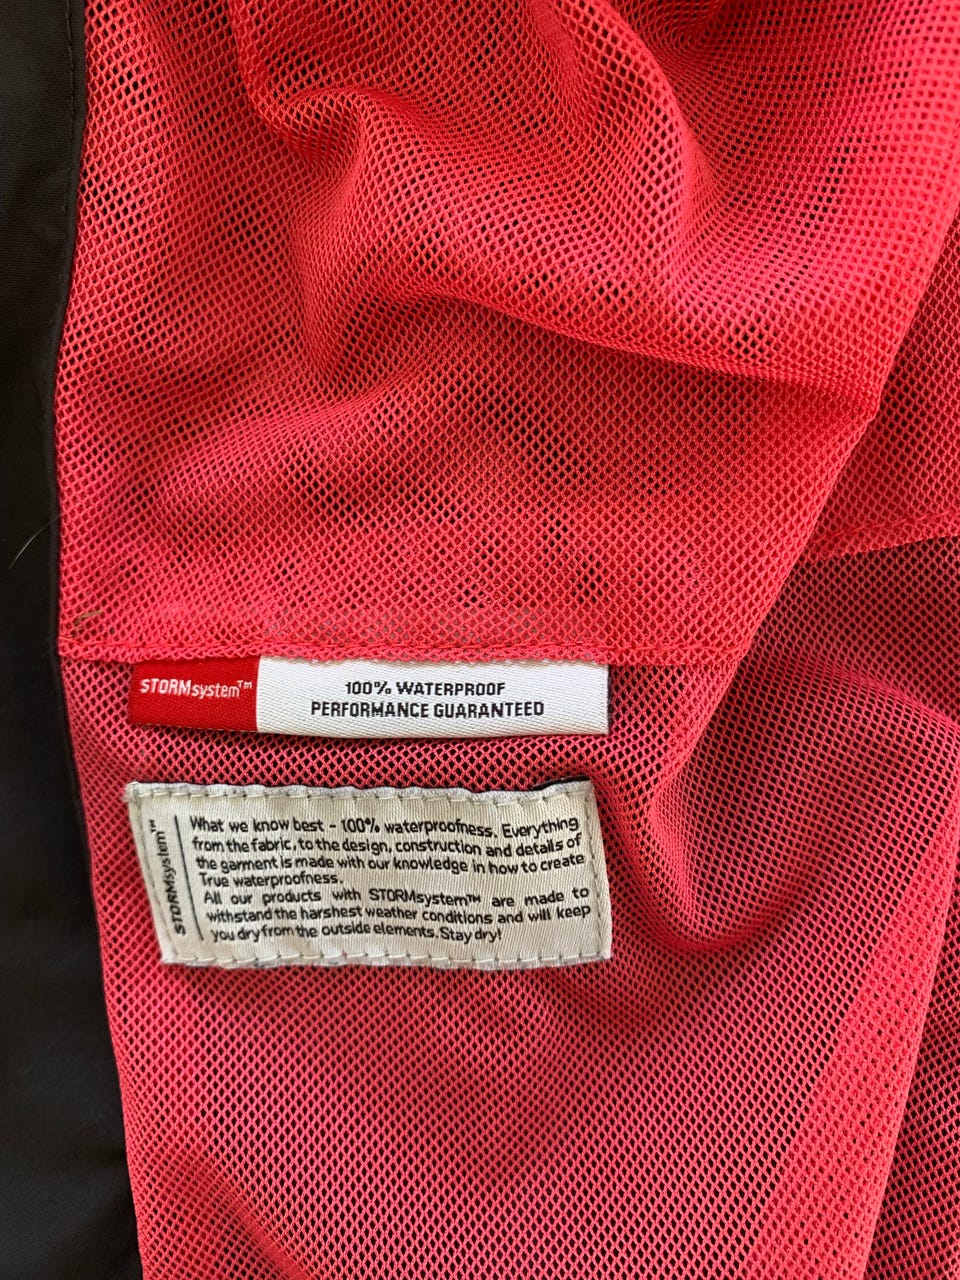 STORMsystem™
100% WATERPROOF
PERFORMANCE GUARANTEED
STORMsystem™
What we know best - 100% waterproofness. Everything
from the fabric, to the design, construction and details of
the garment is made with our knowledge in how to create
True waterproofness.
All our products with STORMsystem™ are made to
withstand the harshest weather conditions and will keep
you dry from the outside elements. Stay dry!